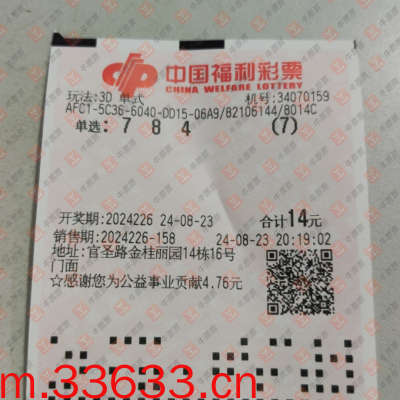 中国福利彩票
CHINA WELFARE LOTTERY
玩法:3D 单式 机号:34070159
AFC1-5C36-6040-DD15-06A9/82106144/8014C
单选: 7 8 4 (7)
开奖期:2024226 24-08-23 合计14元
销售期:2024226-158 24-08-23 20:19:02
地址:官圣路金桂丽园14栋16号
门面
☆感谢您为公益事业贡献4.76元
m.33633.cn